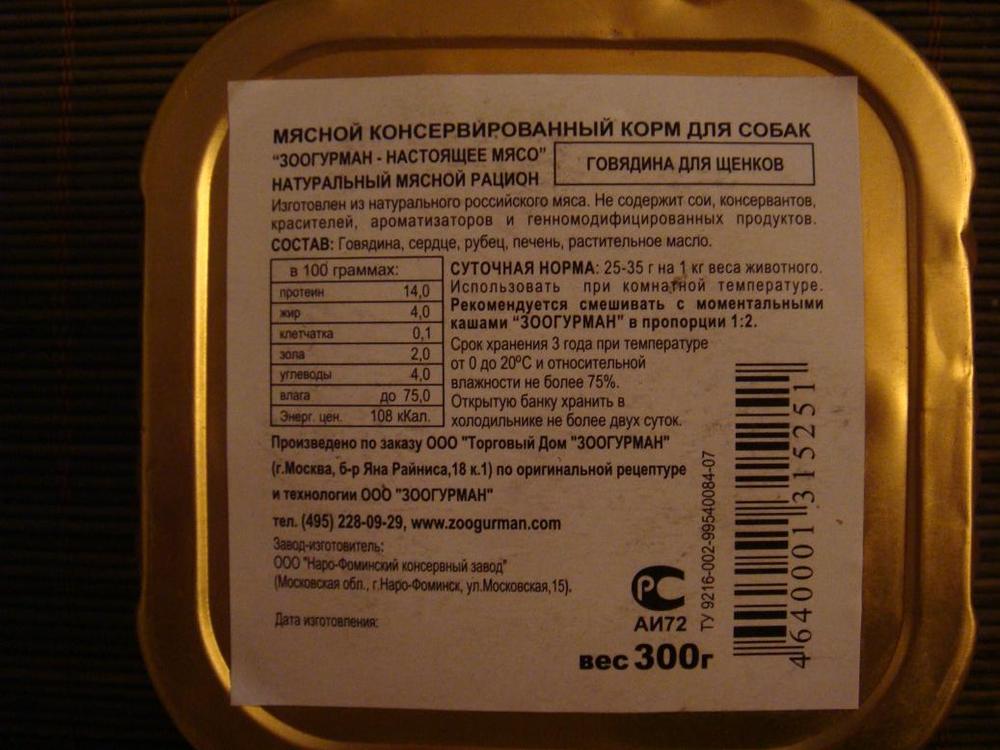 МЯСНОЙ КОНСЕРВИРОВАННЫЙ КОРМ ДЛЯ СОБАК
"ЗООГУРМАН - НАСТОЯЩЕЕ МЯСО"
НАТУРАЛЬНЫЙ МЯСНОЙ РАЦИОН
ГОВЯДИНА ДЛЯ ЩЕНКОВ
Изготовлен из натурального российского мяса. Не содержит сои, консервантов,
красителей, ароматизаторов и генномодифицированных продуктов.
СОСТАВ: Говядина, сердце, рубец, печень, растительное масло.
в 100 граммах:
протеин 14,0
жир 4,0
клетчатка 0,1
зола 2,0
углеводы 4,0
влага до 75,0
Энерг. цен. 108 кКал.
СУТОЧНАЯ НОРМА: 25-35 г на 1 кг веса животного.
Использовать при комнатной температуре.
Рекомендуется смешивать с моментальными
кашами "ЗООГУРМАН" в пропорции 1:2.
Срок хранения 3 года при температуре
от 0 до 20ºС и относительной
влажности не более 75%.
Открытую банку хранить в
холодильнике не более двух суток.
Произведено по заказу ООО "Торговый Дом "ЗООГУРМАН"
(г.Москва, б-р Яна Райниса,18 к.1) по оригинальной рецептуре
и технологии ООО "ЗООГУРМАН"
тел. (495) 228-09-29, www.zoogurman.com
Завод-изготовитель:
ООО "Наро-Фоминский консервный завод"
(Московская обл., г.Наро-Фоминск, ул.Московская,15).
Дата изготовления:
РС
АИ72
вес 300г
ТУ 9216-002-99540084-07
4640001315251